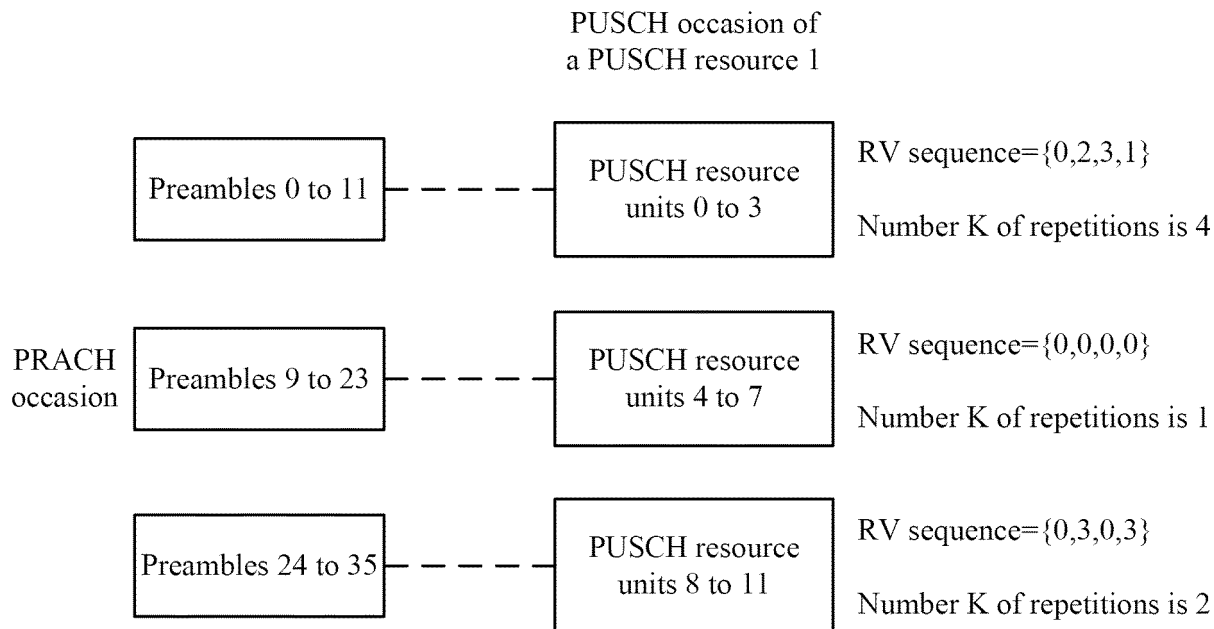 PUSCH occasion of
a PUSCH resource 1
Preambles 0 to 11
PUSCH resource
units 0 to 3
RV sequence={0,2,3,1}
Number K of repetitions is 4
PRACH
occasion
Preambles 9 to 23
PUSCH resource
units 4 to 7
RV sequence={0,0,0,0}
Number K of repetitions is 1
Preambles 24 to 35
PUSCH resource
units 8 to 11
RV sequence={0,3,0,3}
Number K of repetitions is 2